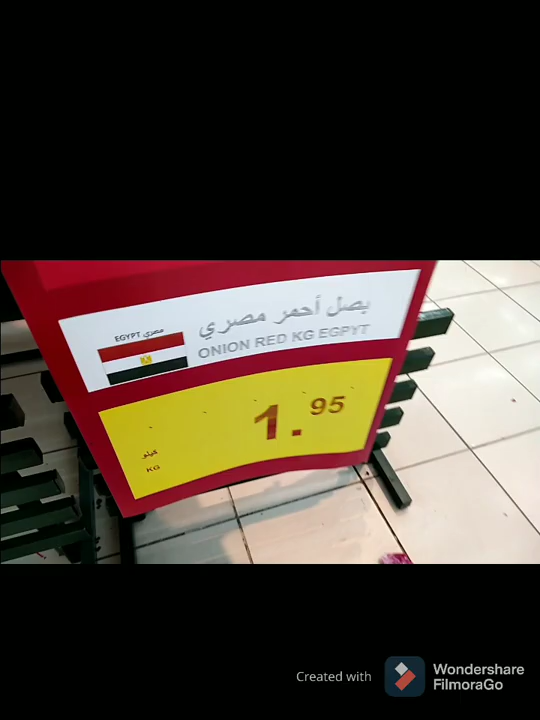 بصل أحمر مصري
ONION RED KG EGPYT
EGYPT مصري
1.95
كيلو
KG
Created with
Wondershare
FilmoraGo